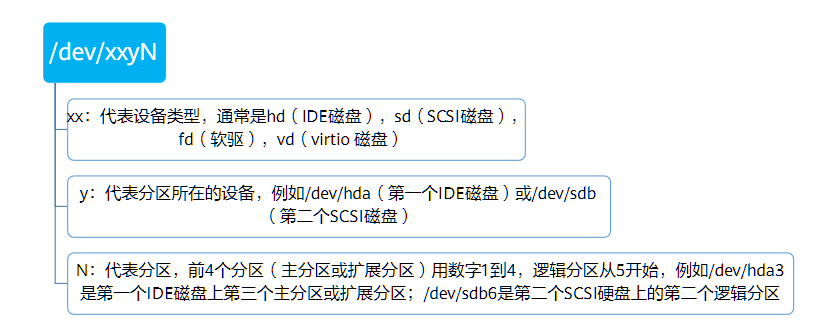 /dev/xxyN
xx：代表设备类型，通常是hd（IDE磁盘），sd（SCSI磁盘），
fd（软驱），vd（virtio 磁盘）
y：代表分区所在的设备，例如/dev/hda（第一个IDE磁盘）或/dev/sdb
（第二个SCSI磁盘）
N：代表分区，前4个分区（主分区或扩展分区）用数字1到4，逻辑分区从5开始，例如/dev/hda3
是第一个IDE磁盘上第三个主分区或扩展分区；/dev/sdb6是第二个SCSI硬盘上的第二个逻辑分区